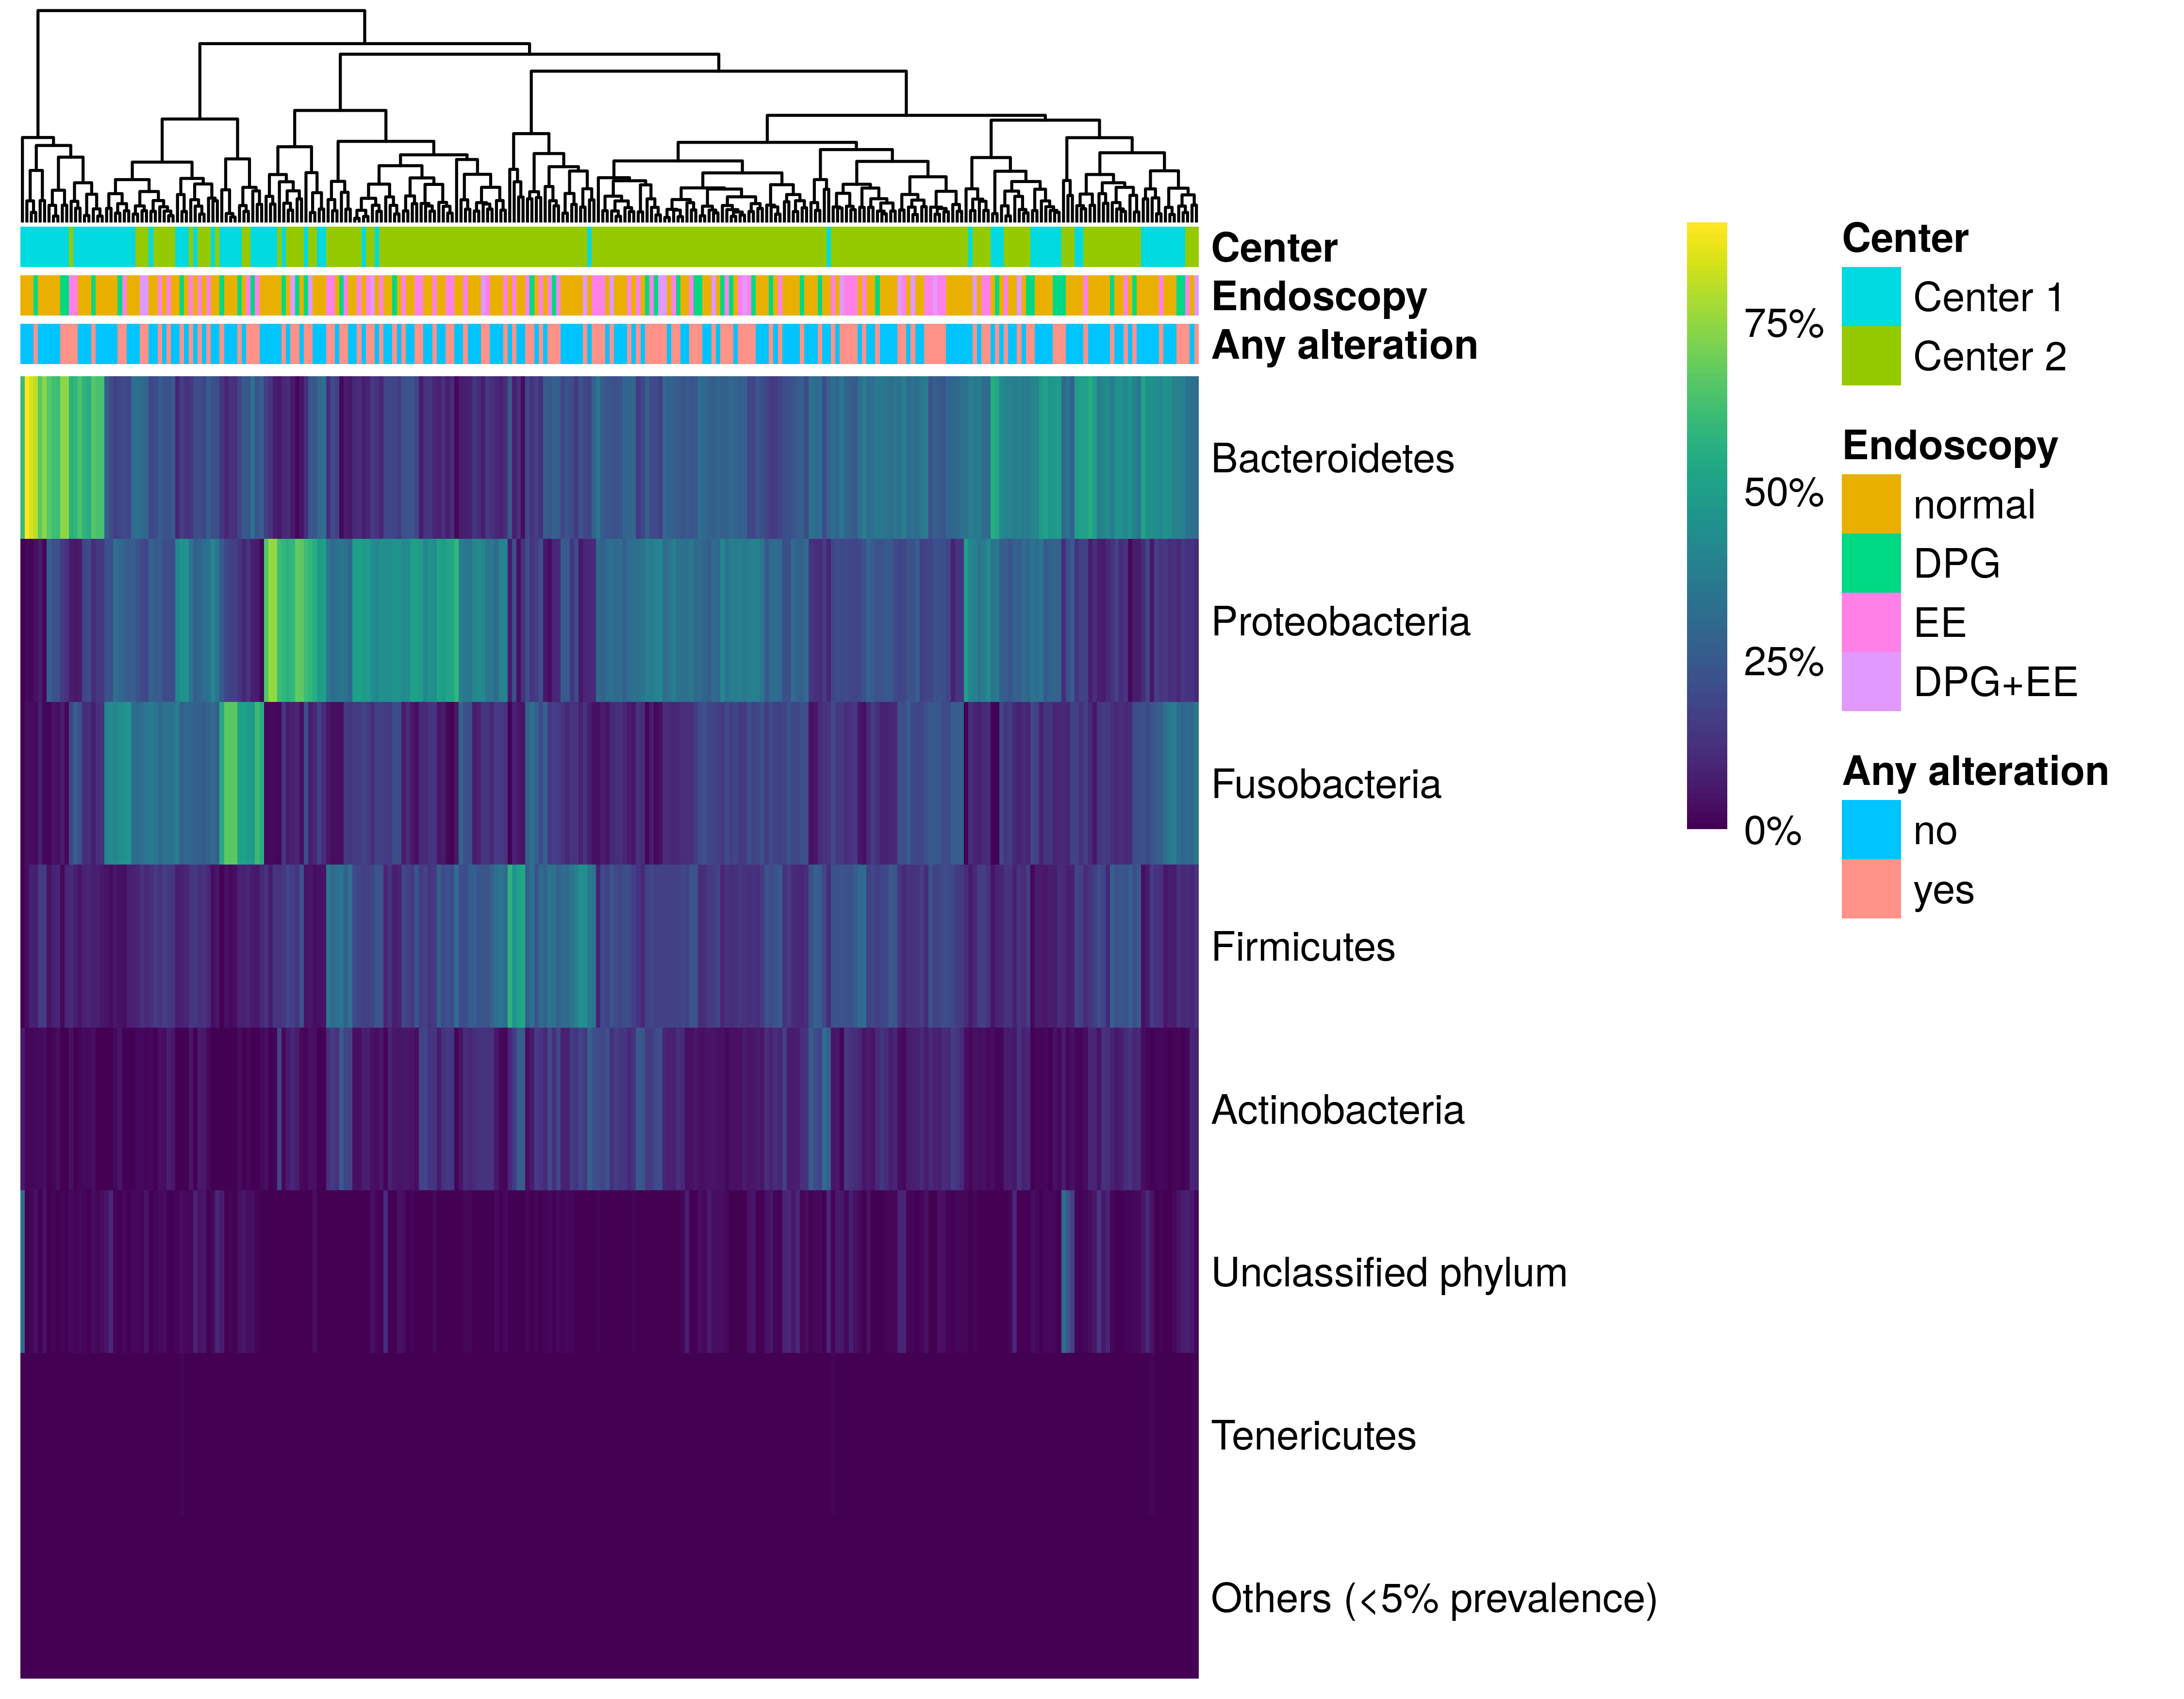 Center
Endoscopy
Any alteration
Bacteroidetes
Proteobacteria
Fusobacteria
Firmicutes
Actinobacteria
Unclassified phylum
Tenericutes
Others (<5% prevalence)
75%
50%
25%
0%
Center
Center 1
Center 2
Endoscopy
normal
DPG
EE
DPG+EE
Any alteration
no
yes